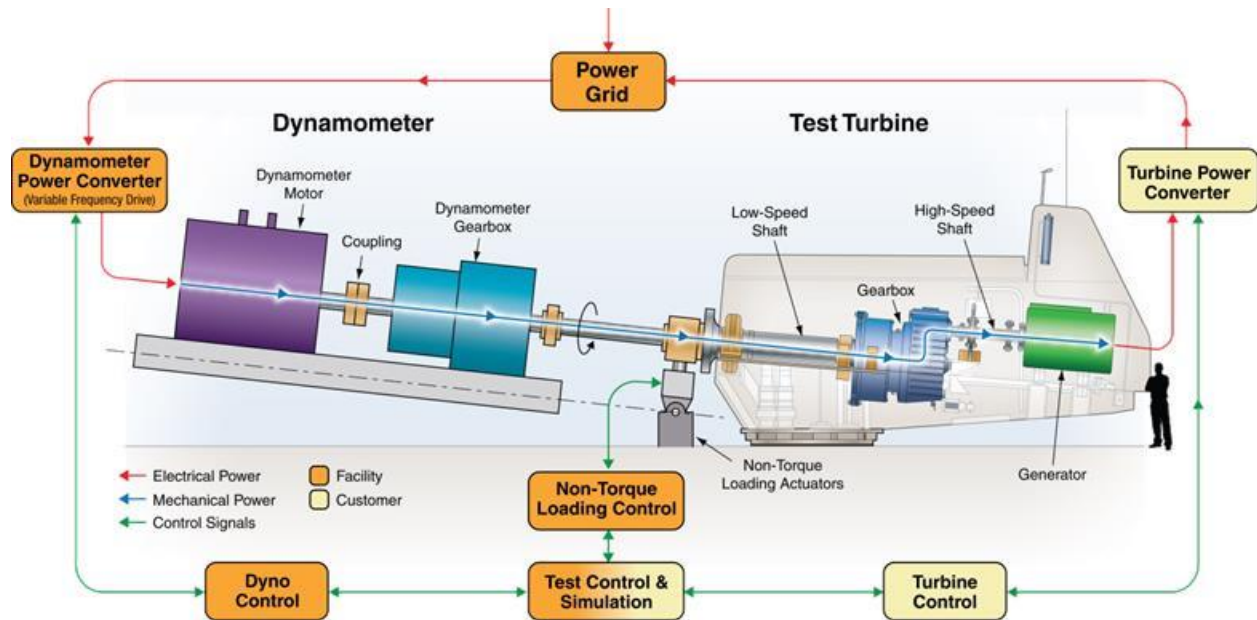 Power
Grid
Dynamometer
Test Turbine
Dynamometer
Power Converter
(Variable Frequency Drive)
Turbine Power
Converter
Dynamometer
Motor
Dynamometer
Gearbox
Coupling
Low-Speed
Shaft
High-Speed
Shaft
Gearbox
Non-Torque
Loading Actuators
Generator
Electrical Power
Facility
Mechanical Power
Customer
Control Signals
Non-Torque
Loading Control
Dyno
Control
Test Control &
Simulation
Turbine
Control